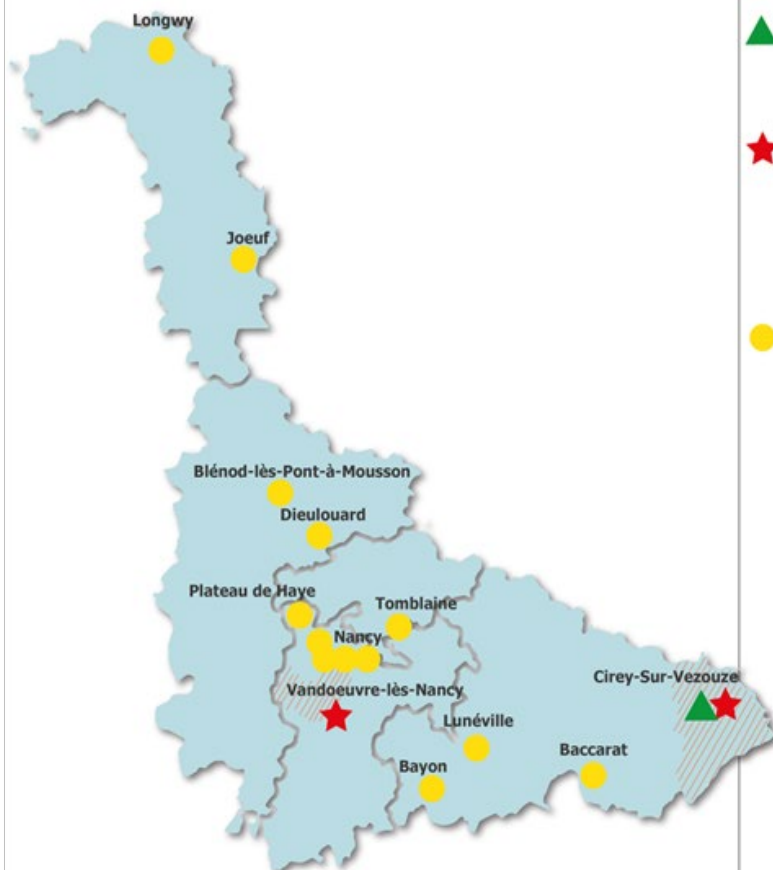 Longwy
Joeuf
Blénod-lès-Pont-à-Mousson
Dieulouard
Plateau de Haye
Tomblaine
Nancy
Vandoeuvre-lès-Nancy
Cirey-Sur-Vezouze
Lunéville
Baccarat
Bayon